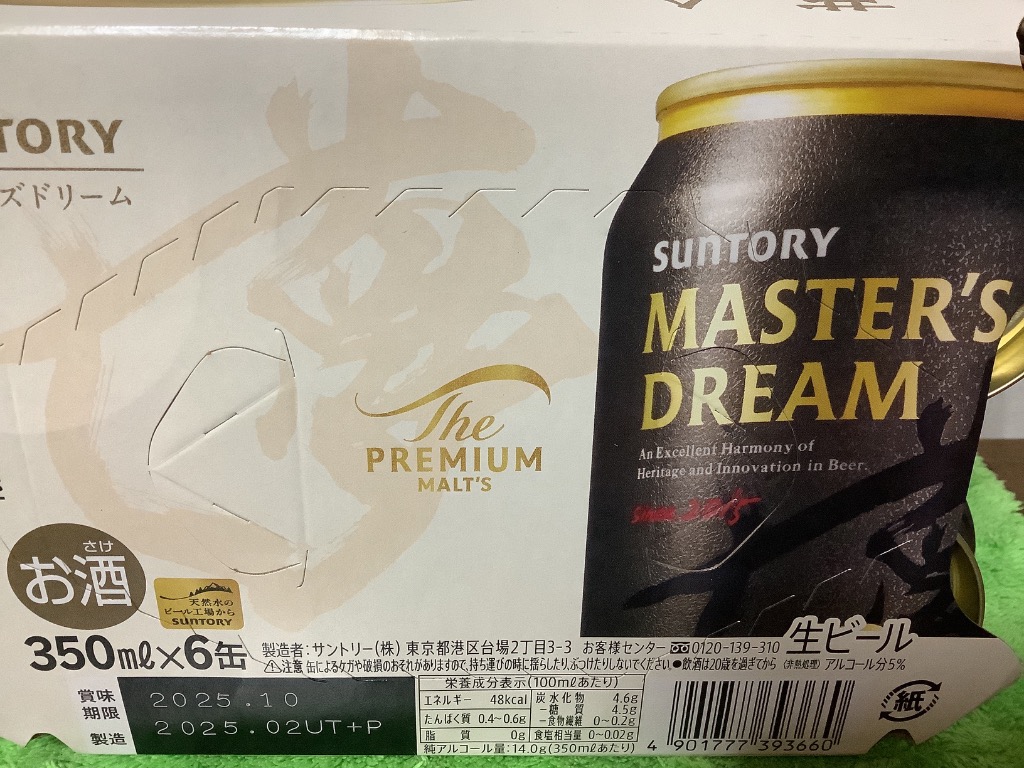 TORY
ズドリーム
SUNTORY
MASTER'S
DREAM
An Excellent Harmony of
Heritage and Innovation in Beer.
since 2015
The
PREMIUM
MALT'S
さけ
お酒
天然水の
ビール工場から
SUNTORY
350ml×6缶
製造者:サントリー(株) 東京都港区台場2丁目3-3 お客様センター 0120-139-310
生ビール
⚠注意 缶によるケガや破損のおそれがありますので、持ち運びの時に揺らしたりぶつけたりしないでください。●飲酒は20歳を過ぎてから (非熱処理) アルコール分5%
賞味期限 2025.10
製造 2025.02UT+P
栄養成分表示(100mlあたり)
エネルギー 48kcal 炭水化物 4.6g
たんぱく質 0.4~0.6g -糖質 4.5g
-食物繊維 0~0.2g
脂質 0g 食塩相当量 0~0.02g
純アルコール量:14.0g(350mlあたり)
4 901777 393660
紙